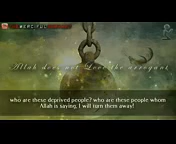 MERCIFUL
Allah does not Love the arrogant
who are these deprived people? who are these people whom
Allah is saying, I will turn them away!